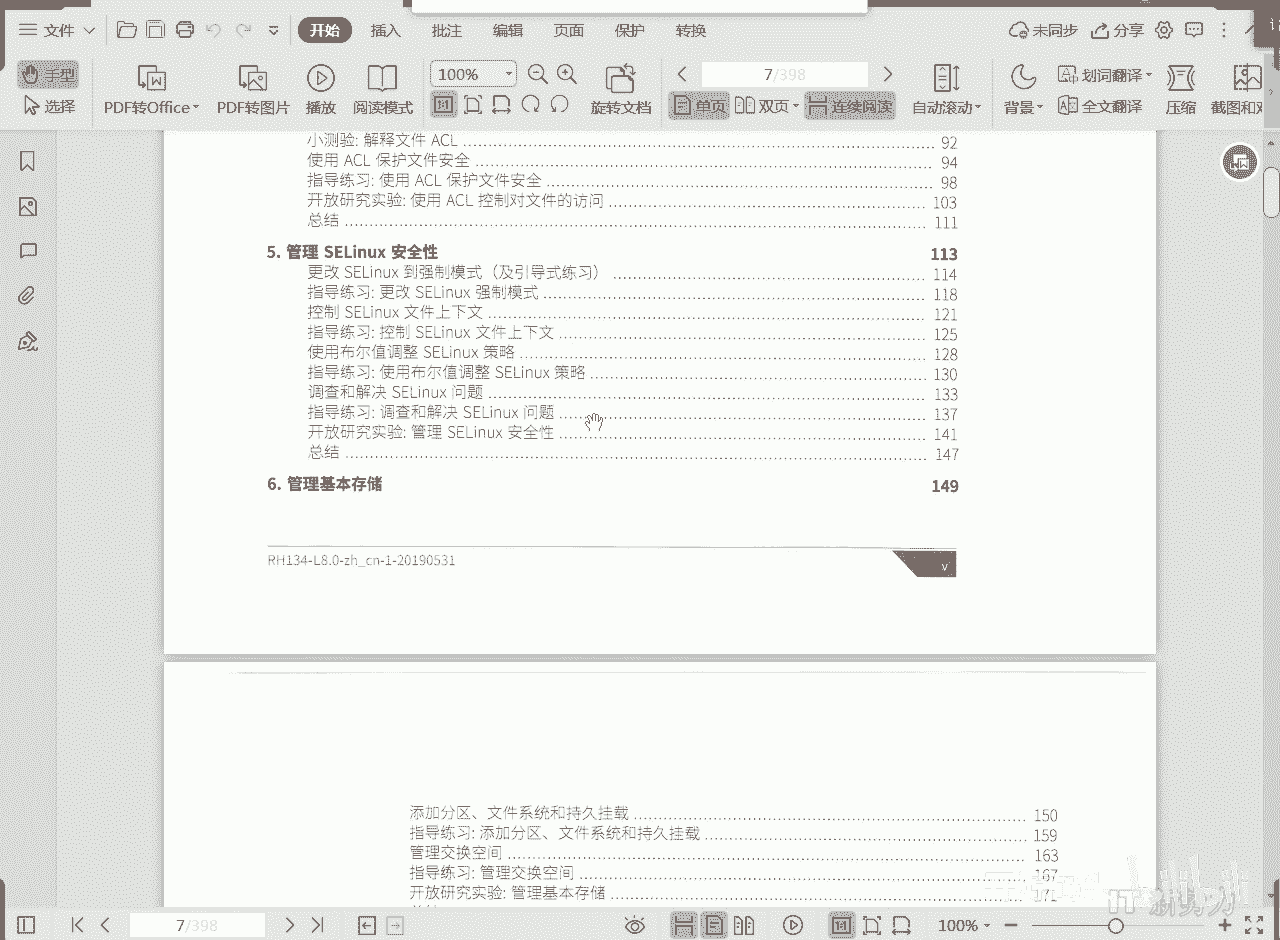 文件
开始
插入
批注
编辑
页面
保护
转换
未同步
分享
手型
选择
PDF转Office
PDF转图片
播放
阅读模式
100%
旋转文档
7/398
单页
双页
连续阅读
自动滚动
背景
划词翻译
全文翻译
压缩
截图和对
小测验: 解释文件 ACL 92
使用 ACL 保护文件安全 94
指导练习: 使用 ACL 保护文件安全 98
开放研究实验: 使用 ACL 控制对文件的访问 103
总结 111
5. 管理 SELinux 安全性 113
更改 SELinux 到强制模式（及引导式练习） 114
指导练习: 更改 SELinux 强制模式 118
控制 SELinux 文件上下文 121
指导练习: 控制 SELinux 文件上下文 125
使用布尔值调整 SELinux 策略 128
指导练习: 使用布尔值调整 SELinux 策略 130
调查和解决 SELinux 问题 133
指导练习: 调查和解决 SELinux 问题 137
开放研究实验: 管理 SELinux 安全性 141
总结 147
6. 管理基本存储 149
RH134-L8.0-zh_cn-1-20190531 v
添加分区、文件系统和持久挂载 150
指导练习: 添加分区、文件系统和持久挂载 159
管理交换空间 163
指导练习: 管理交换空间 167
开放研究实验: 管理基本存储 171
7/398
100%